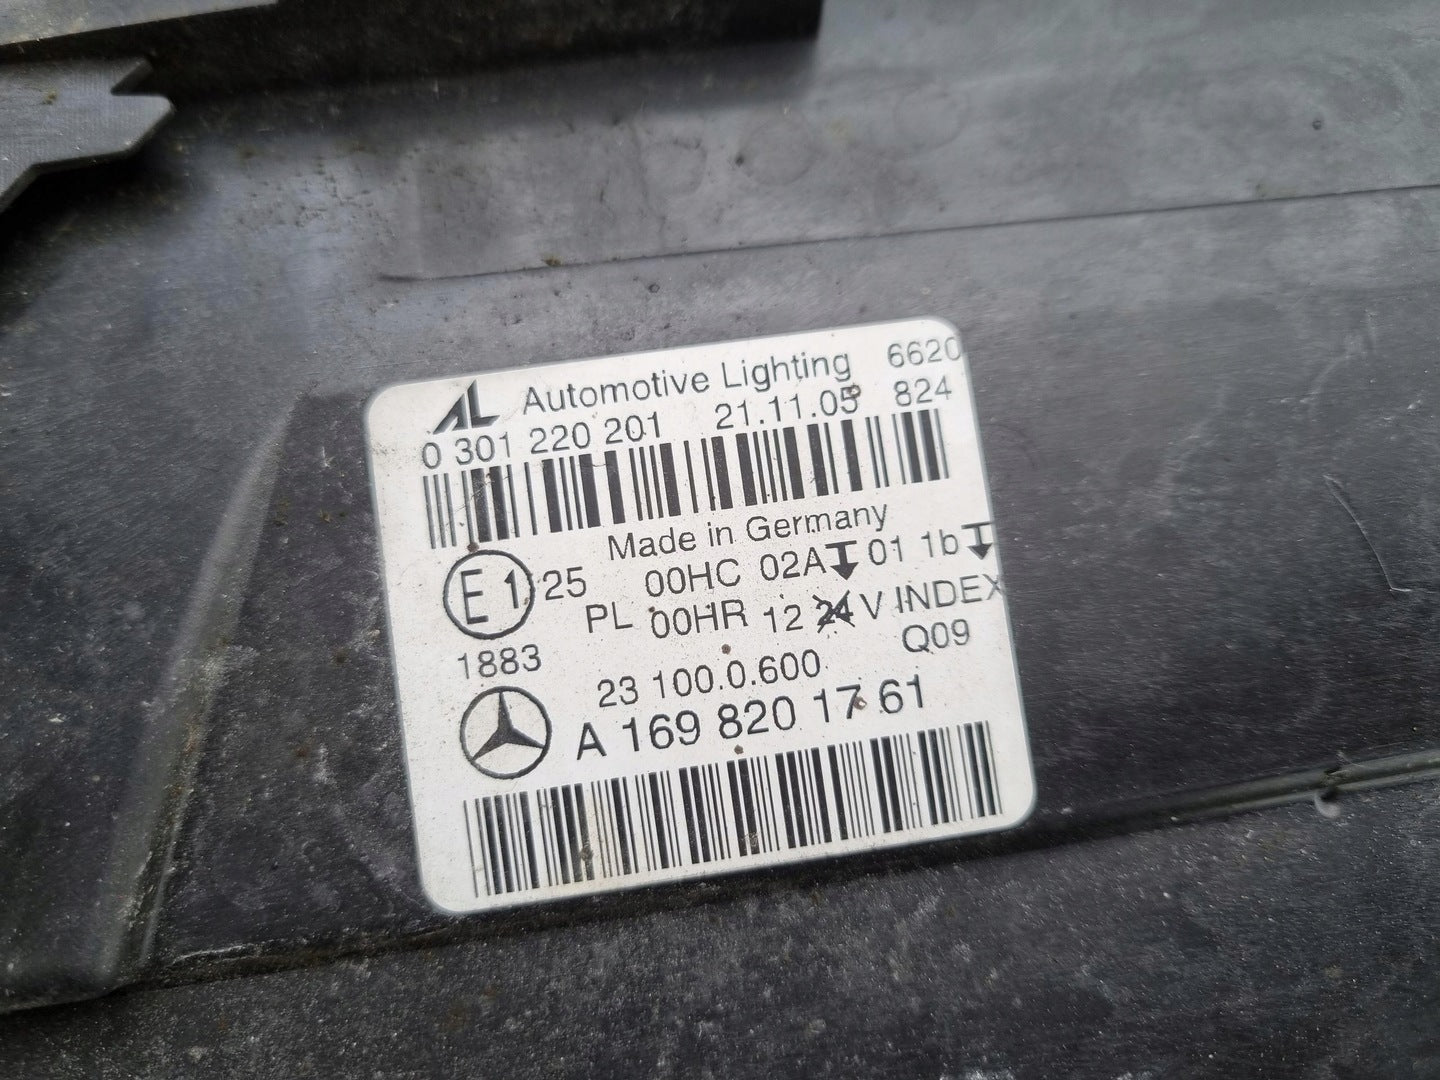 AL Automotive Lighting 6620
0 301 220 201 21.11.05 824
Made in Germany
E1 25 00HC 02A 01 1b
PL 00HR 12 24 V INDEX
1883 Q09
23 100.0.600
A 169 820 17 61